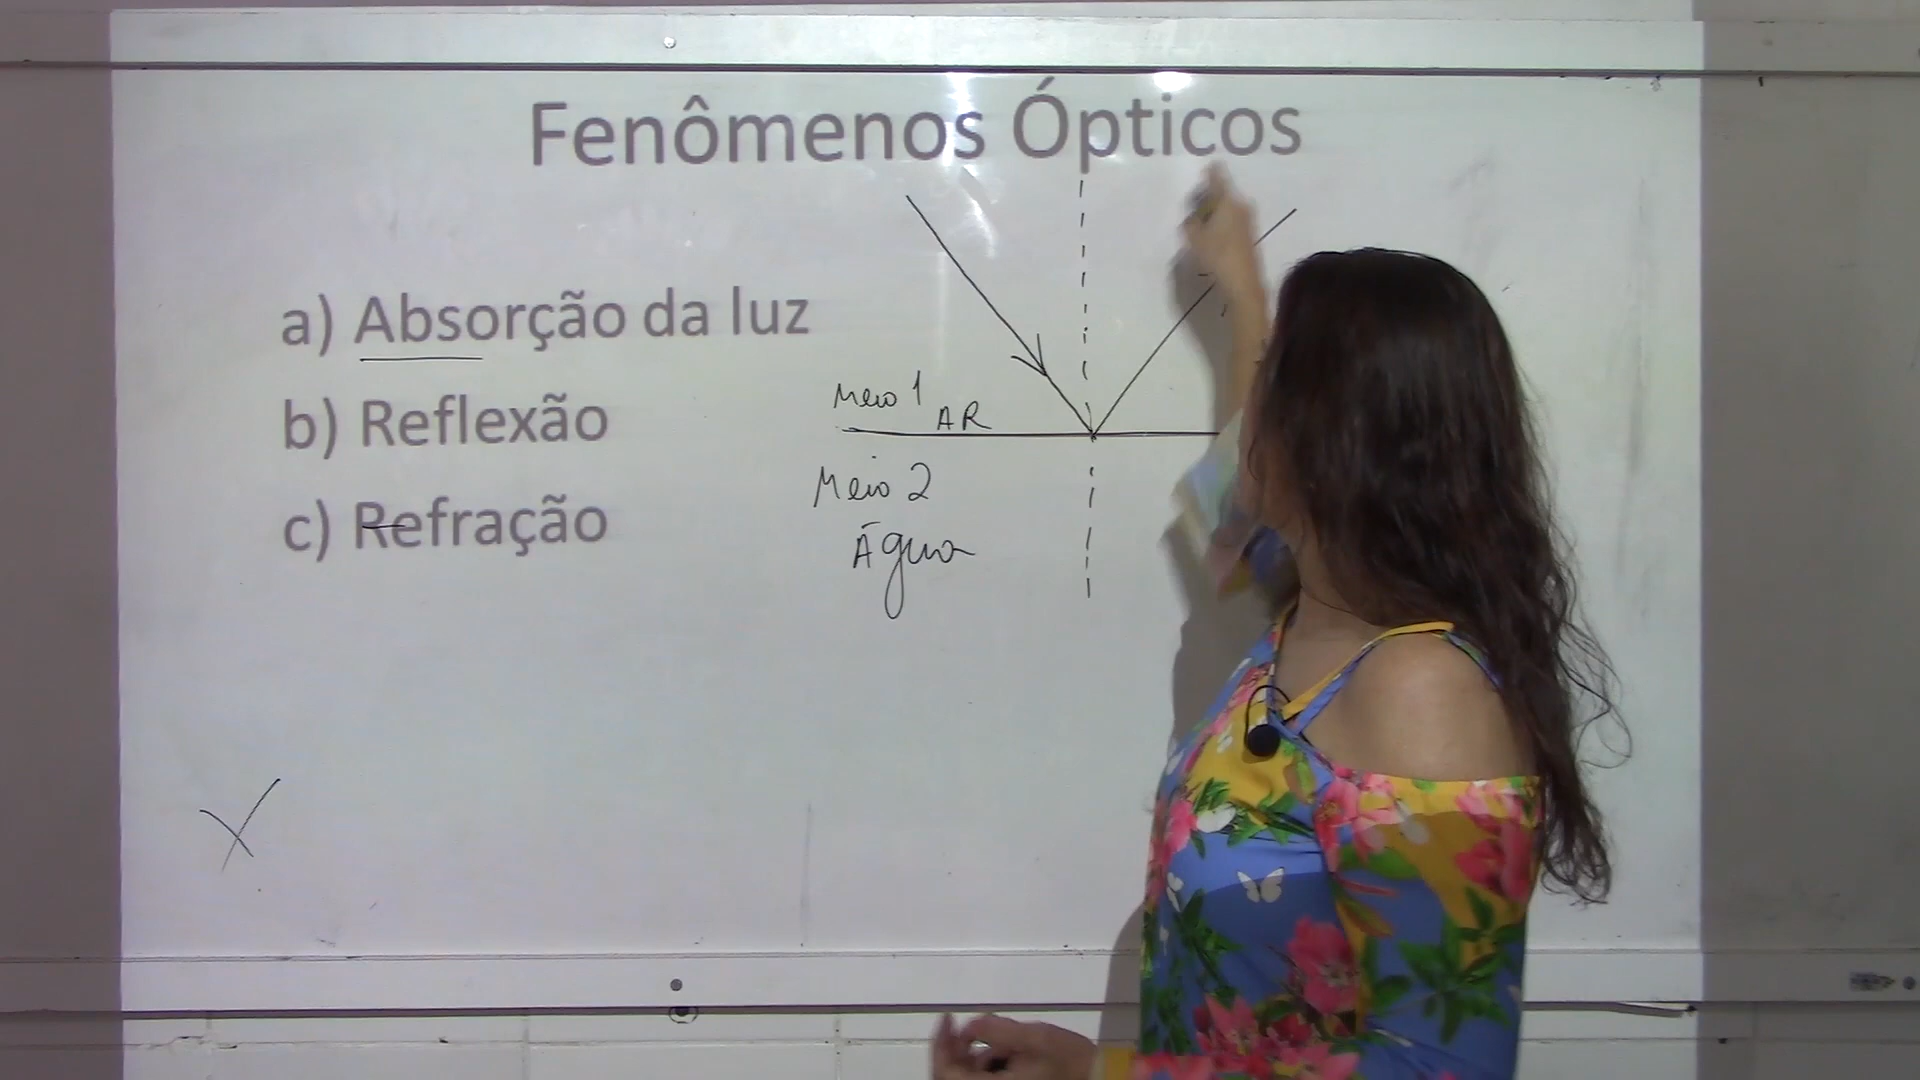 Fenômenos Ópticos
a) Absorção da luz
b) Reflexão
c) Refração
Meio 1
AR
Meio 2
Água